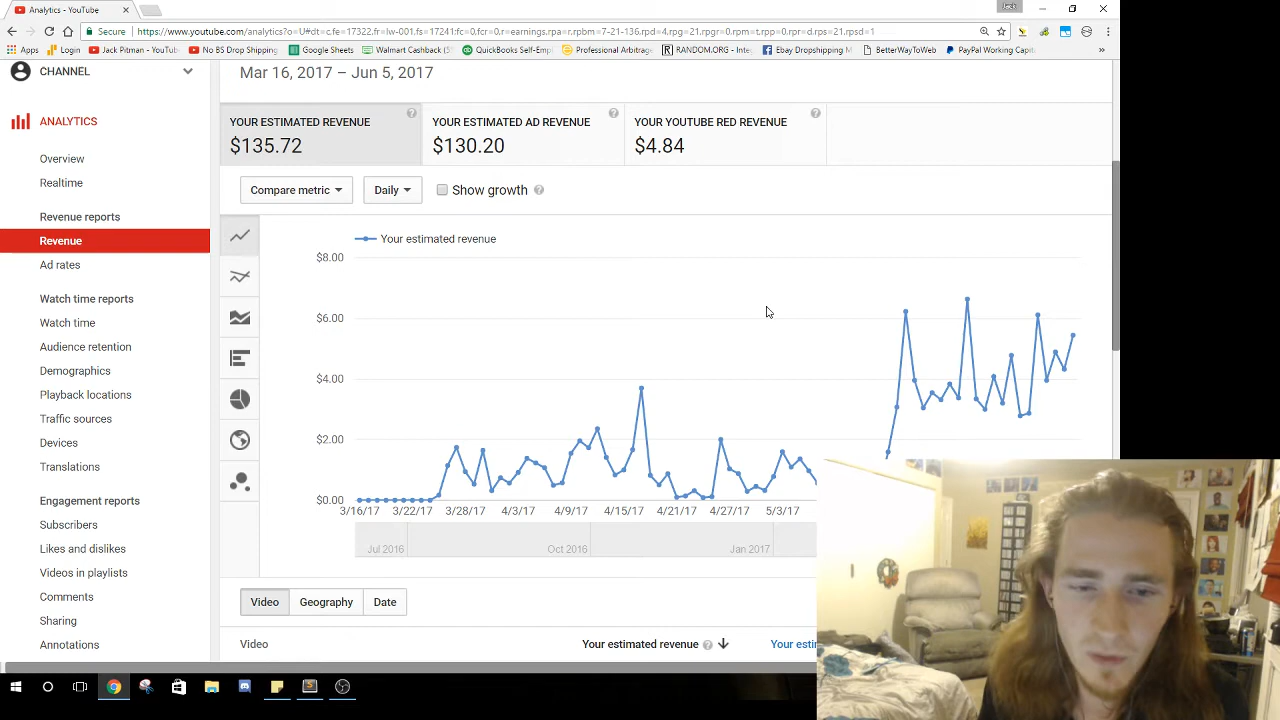 Analytics - YouTube
Jack
Secure
https://www.youtube.com/analytics?o=U#dt=c,fe=17321,fr=lw-001,fs=17241;fc=0,fcr=0,r=earnings,rpa=r,rpbm=7-21-136,rpd=4,rpg=21,rpgr=0,rpm=t,rpp=0,rpr=d,rps=21,rpsd=1
Apps
Login
Jack Pitman - YouTu
No BS Drop Shipping
Google Sheets
Walmart Cashback
QuickBooks Self-Emp
Professional Arbitrag
RANDOM.ORG - Inte
Ebay-Dropshipping M
BetterWayToWeb
PayPal Working Capit
»
CHANNEL
Mar 16, 2017 – Jun 5, 2017
ANALYTICS
Overview
Realtime
Revenue reports
Revenue
Ad rates
Watch time reports
Watch time
Audience retention
Demographics
Playback locations
Traffic sources
Devices
Translations
Engagement reports
Subscribers
Likes and dislikes
Videos in playlists
Comments
Sharing
Annotations
YOUR ESTIMATED REVENUE
$135.72
YOUR ESTIMATED AD REVENUE
$130.20
YOUR YOUTUBE RED REVENUE
$4.84
Compare metric
Daily
Show growth
Your estimated revenue
$8.00
$6.00
$4.00
$2.00
$0.00
3/16/17 3/22/17 3/28/17 4/3/17 4/9/17 4/15/17 4/21/17 4/27/17 5/3/17
Jul 2016 Oct 2016 Jan 2017
Video Geography Date
Video Your estimated revenue Your esti